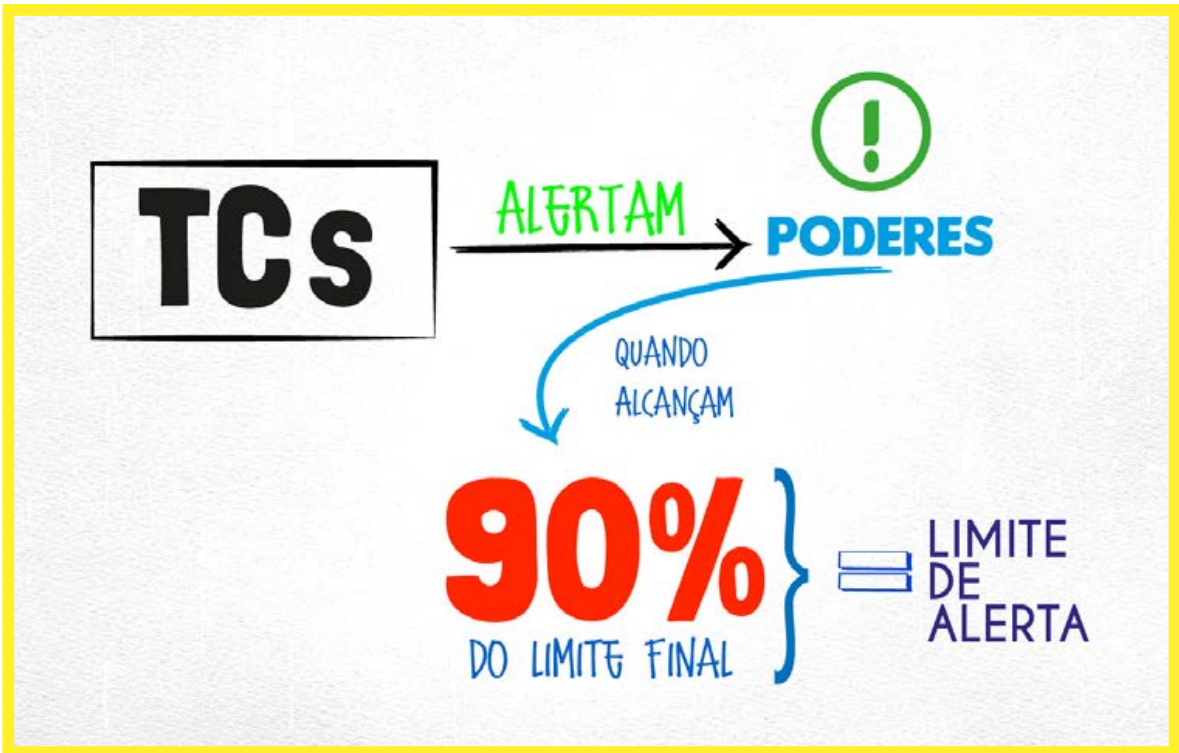 TCs
ALERTAM
!
PODERES
QUANDO
ALCANÇAM
90%
DO LIMITE FINAL
=
LIMITE
DE
ALERTA